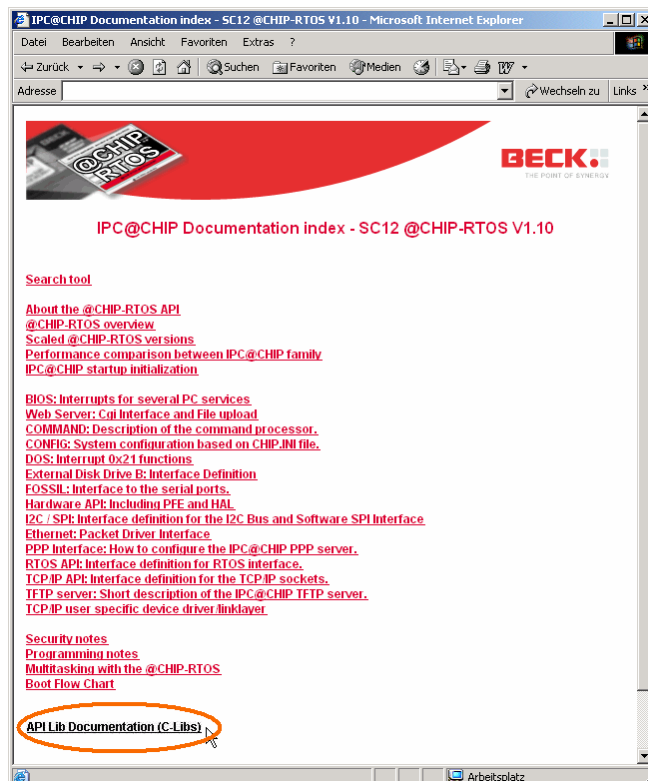 IPC@CHIP Documentation index - SC12 @CHIP-RTOS V1.10 - Microsoft Internet Explorer
Datei Bearbeiten Ansicht Favoriten Extras ?
Zurück Suchen Favoriten Medien
Adresse Wechseln zu Links »
@CHIP
RTOS
@CHIP-RTOS
BECK
THE POINT OF SYNERGY
IPC@CHIP Documentation index - SC12 @CHIP-RTOS V1.10
Search tool
About the @CHIP-RTOS API
@CHIP-RTOS overview
Scaled @CHIP-RTOS versions
Performance comparison between IPC@CHIP family
IPC@CHIP startup initialization
BIOS: Interrupts for several PC services
Web Server: Cgi Interface and File upload
COMMAND: Description of the command processor.
CONFIG: System configuration based on CHIP.INI file.
DOS: Interrupt 0x21 functions
External Disk Drive B: Interface Definition
FOSSIL: Interface to the serial ports.
Hardware API: Including PFE and HAL
I2C / SPI: Interface definition for the I2C Bus and Software SPI Interface
Ethernet: Packet Driver Interface
PPP Interface: How to configure the IPC@CHIP PPP server.
RTOS API: Interface definition for RTOS interface.
TCP/IP API: Interface definition for the TCP/IP sockets.
TFTP server: Short description of the IPC@CHIP TFTP server.
TCP/IP user specific device driver/linklayer
Security notes
Programming notes
Multitasking with the @CHIP-RTOS
Boot Flow Chart
API Lib Documentation (C-Libs)
Arbeitsplatz